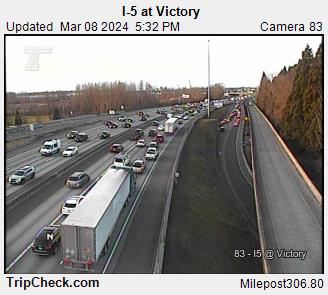 I-5 at Victory
Updated Mar 08 2024 5:32 PM Camera 83
83 - I5 @ Victory
TripCheck.com Milepost306.80